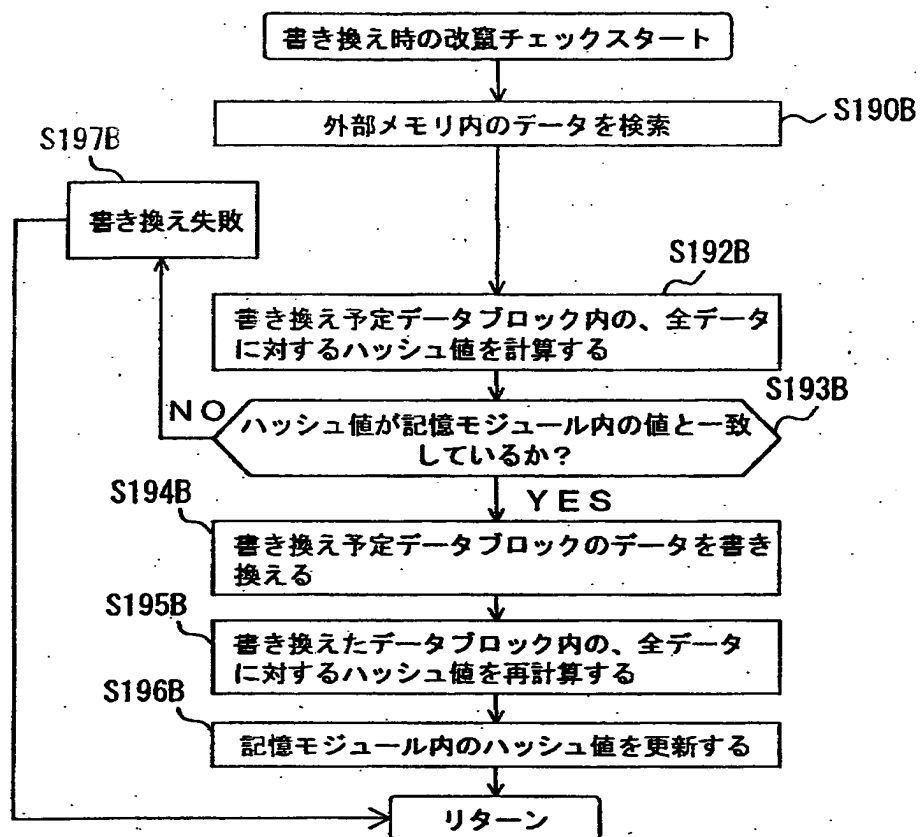 書き換え時の改竄チェックスタート
S190B
外部メモリ内のデータを検索
S197B
書き換え失敗
S192B
書き換え予定データブロック内の、全データ
に対するハッシュ値を計算する
S193B
NO
ハッシュ値が記憶モジュール内の値と一致
しているか?
YES
S194B
書き換え予定データブロックのデータを書き
換える
S195B
書き換えたデータブロック内の、全データ
に対するハッシュ値を再計算する
S196B
記憶モジュール内のハッシュ値を更新する
リターン